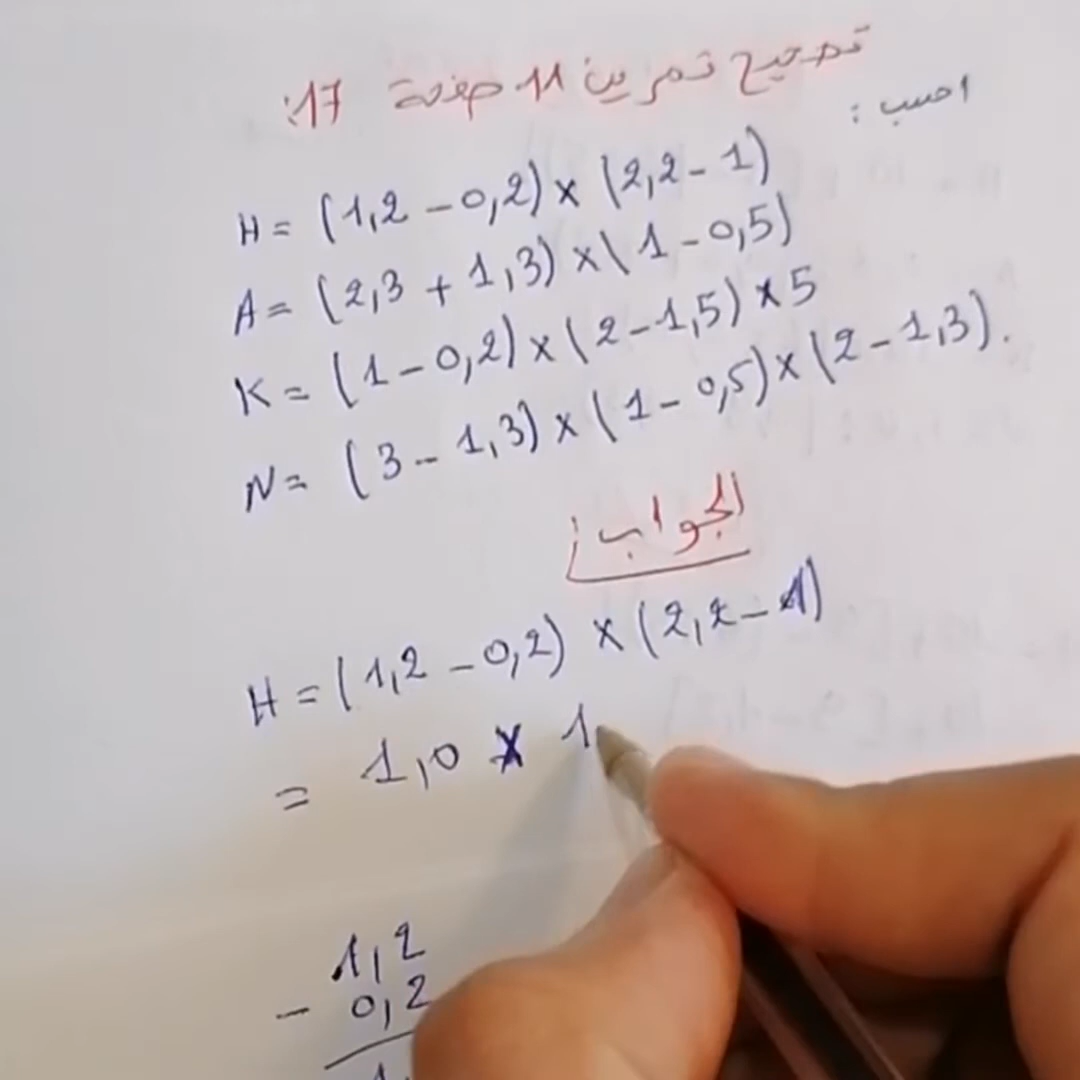 تصحيح تمرين 11 صفحة 17:
احسب :
H = (1,2 - 0,2) × (2,2 - 1)
A = (2,3 + 1,3) × (1 - 0,5)
K = (1 - 0,2) × (2 - 1,5) × 5
N = (3 - 1,3) × (1 - 0,5) × (2 - 1,3).
الجواب:
H = (1,2 - 0,2) × (2,2 - 1)
= 1,0 × 1
1,2
- 0,2